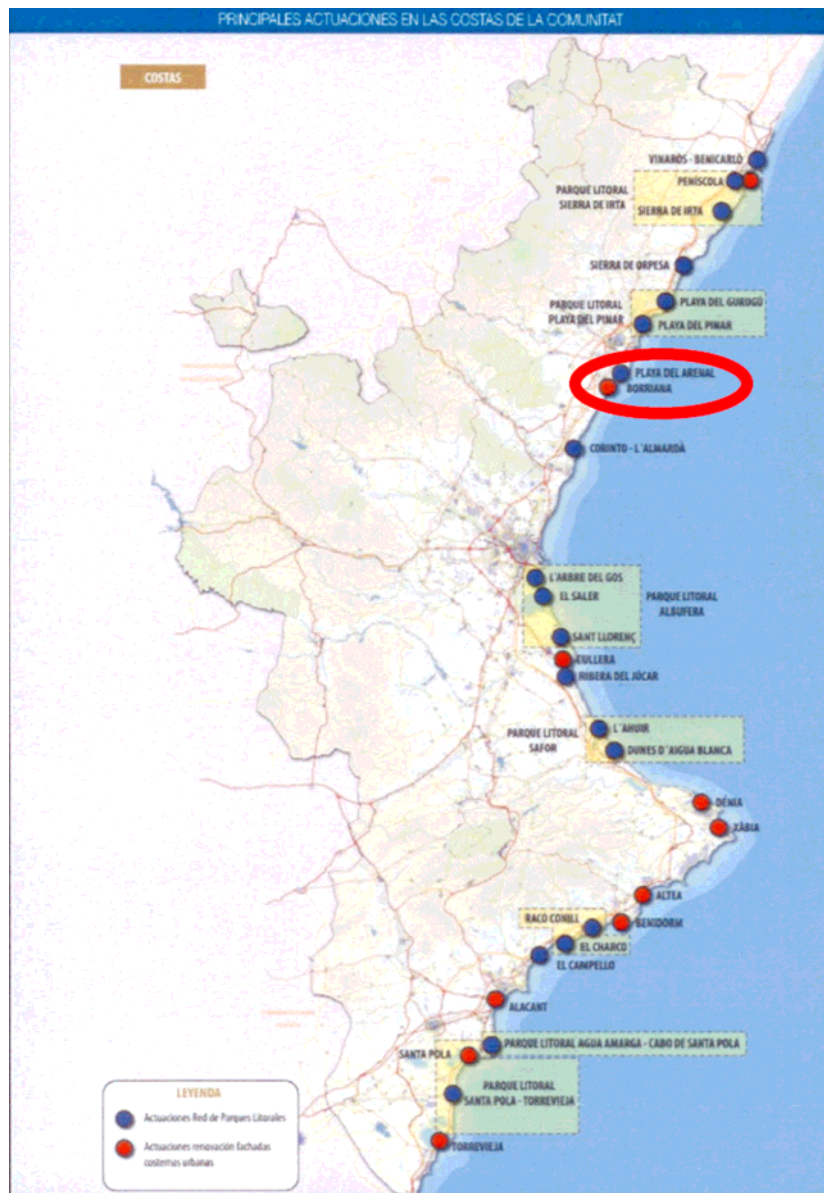 PRINCIPALES ACTUACIONES EN LAS COSTAS DE LA COMUNITAT
COSTAS
VINARÒS - BENICARLÓ
PENÍSCOLA
PARQUE LITORAL
SIERRA DE IRTA
SIERRA DE IRTA
SIERRA DE ORPESA
PARQUE LITORAL
PLAYA DEL PINAR
PLAYA DEL GURUGÚ
PLAYA DEL PINAR
PLAYA DEL ARENAL
BORRIANA
CORINTO - L´ALMARDÀ
L´ARBRE DEL GOS
EL SALER
PARQUE LITORAL
ALBUFERA
SANT LLORENÇ
CULLERA
RIBERA DEL JÚCAR
PARQUE LITORAL
SAFOR
L´AHUIR
DUNES D´AIGUA BLANCA
DÉNIA
XÀBIA
ALTEA
RACO CONILL
BENIDORM
EL CHARCO
EL CAMPELLO
ALACANT
PARQUE LITORAL AGUA AMARGA - CABO DE SANTA POLA
SANTA POLA
PARQUE LITORAL
SANTA POLA - TORREVIEJA
TORREVIEJA
LEYENDA
Actuaciones Red de Parques Litorales
Actuaciones renovación fachadas
costernas urbanas